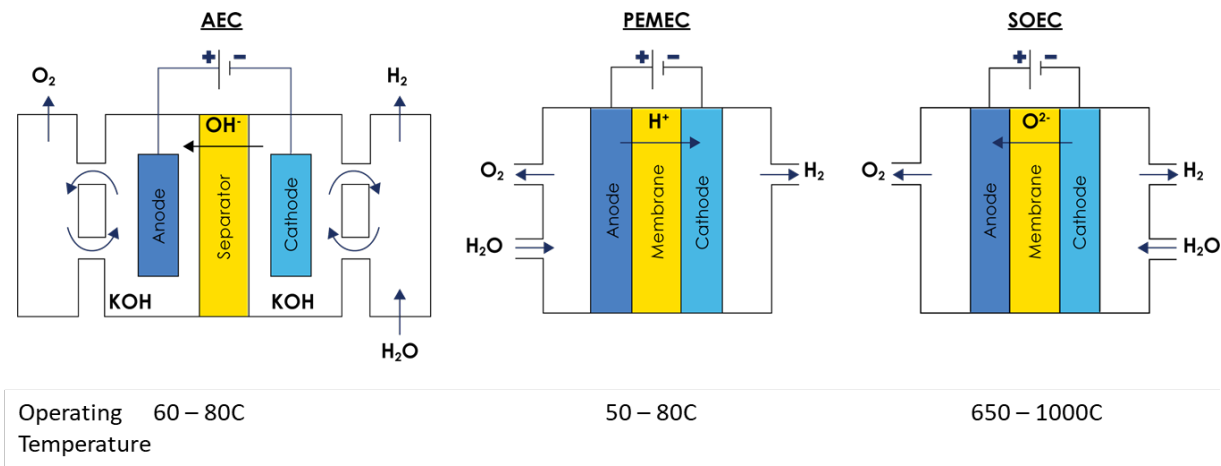 AEC
+ −
O₂
H₂
OH⁻
Anode
Separator
Cathode
KOH
KOH
H₂O
PEMEC
+ −
H⁺
O₂
H₂
H₂O
Anode
Membrane
Cathode
SOEC
+ −
O²⁻
O₂
H₂
H₂O
Anode
Membrane
Cathode
Operating 60 – 80C 50 – 80C 650 – 1000C
Temperature